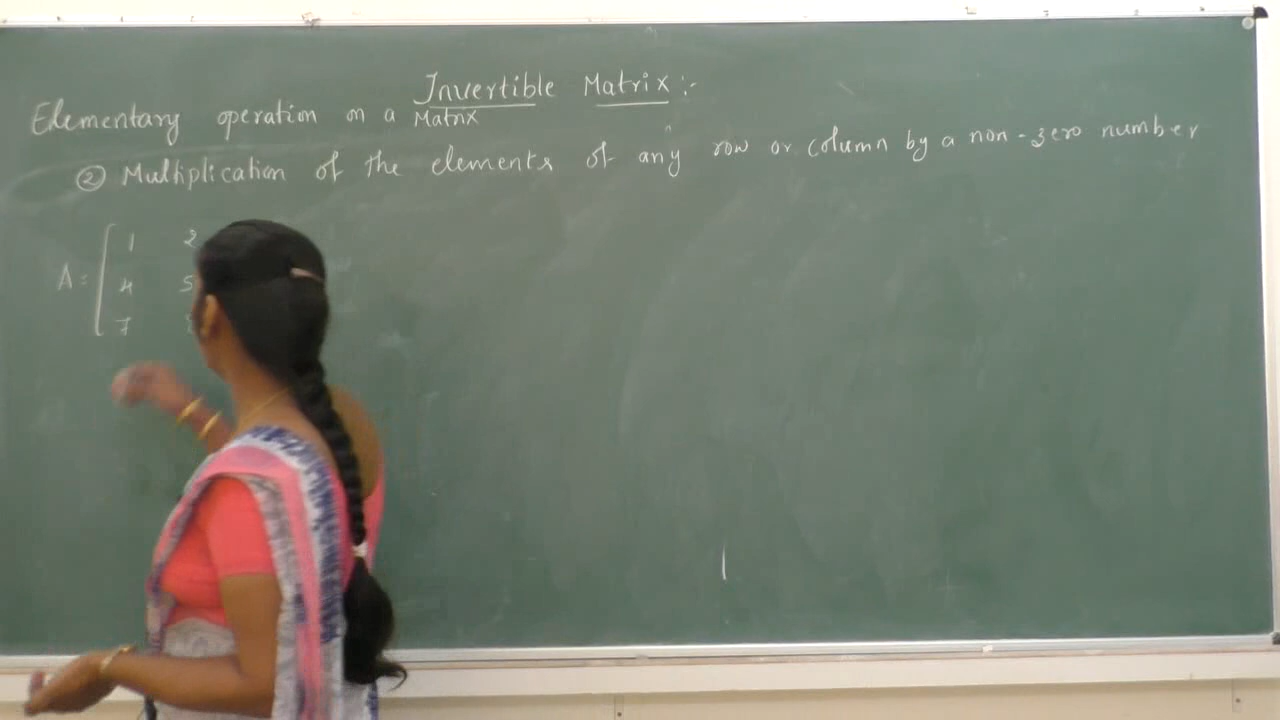 Invertible Matrix :-
Elementary operation on a Matrix
② Multiplication of the elements of any row or column by a non-zero number
1 2
A = 4 5
7